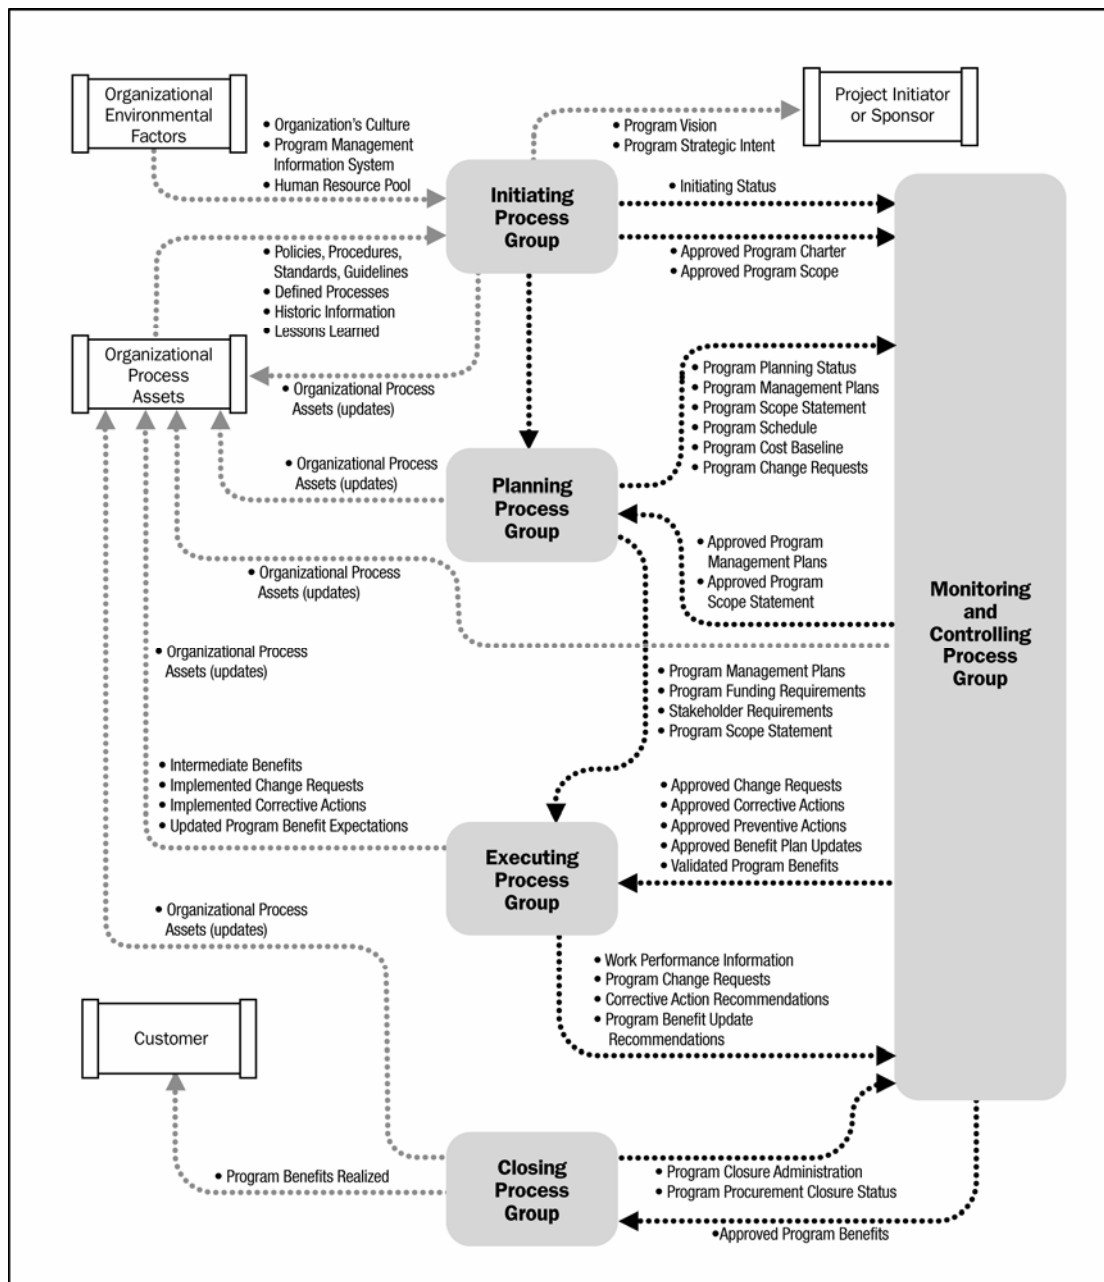 Organizational
Environmental
Factors
• Organization's Culture
• Program Management
Information System
• Human Resource Pool
• Program Vision
• Program Strategic Intent
Project Initiator
or Sponsor
Initiating
Process
Group
• Initiating Status
• Approved Program Charter
• Approved Program Scope
• Policies, Procedures,
Standards, Guidelines
• Defined Processes
• Historic Information
• Lessons Learned
Organizational
Process
Assets
• Organizational Process
Assets (updates)
• Program Planning Status
• Program Management Plans
• Program Scope Statement
• Program Schedule
• Program Cost Baseline
• Program Change Requests
• Organizational Process
Assets (updates)
Planning
Process
Group
• Approved Program
Management Plans
• Approved Program
Scope Statement
• Organizational Process
Assets (updates)
Monitoring
and
Controlling
Process
Group
• Organizational Process
Assets (updates)
• Program Management Plans
• Program Funding Requirements
• Stakeholder Requirements
• Program Scope Statement
• Intermediate Benefits
• Implemented Change Requests
• Implemented Corrective Actions
• Updated Program Benefit Expectations
• Approved Change Requests
• Approved Corrective Actions
• Approved Preventive Actions
• Approved Benefit Plan Updates
• Validated Program Benefits
Executing
Process
Group
• Organizational Process
Assets (updates)
• Work Performance Information
• Program Change Requests
• Corrective Action Recommendations
• Program Benefit Update
Recommendations
Customer
• Program Benefits Realized
Closing
Process
Group
• Program Closure Administration
• Program Procurement Closure Status
•Approved Program Benefits